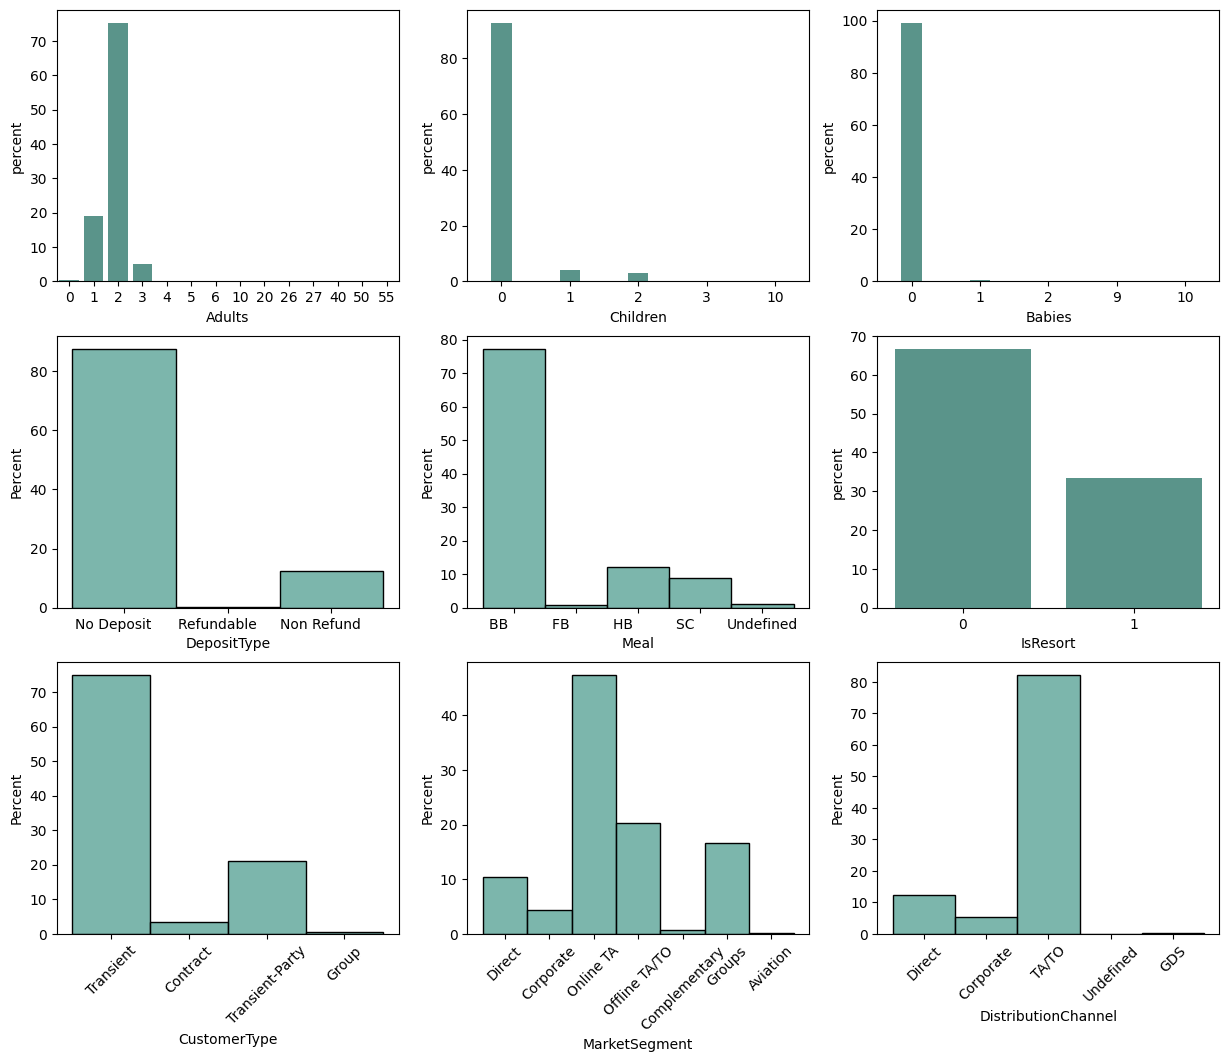 percent
70
60
50
40
30
20
10
0
0 1 2 3 4 5 6 10 20 26 27 40 50 55
Adults
percent
80
60
40
20
0
0 1 2 3 10
Children
percent
100
80
60
40
20
0
0 1 2 9 10
Babies
Percent
80
60
40
20
0
No Deposit Refundable Non Refund
DepositType
Percent
80
70
60
50
40
30
20
10
0
BB FB HB SC Undefined
Meal
percent
70
60
50
40
30
20
10
0
0 1
IsResort
Percent
70
60
50
40
30
20
10
0
Transient Contract Transient-Party Group
CustomerType
Percent
40
30
20
10
0
Direct Corporate Online TA Offline TA/TO Complementary Groups Aviation
MarketSegment
Percent
80
70
60
50
40
30
20
10
0
Direct Corporate TA/TO Undefined GDS
DistributionChannel